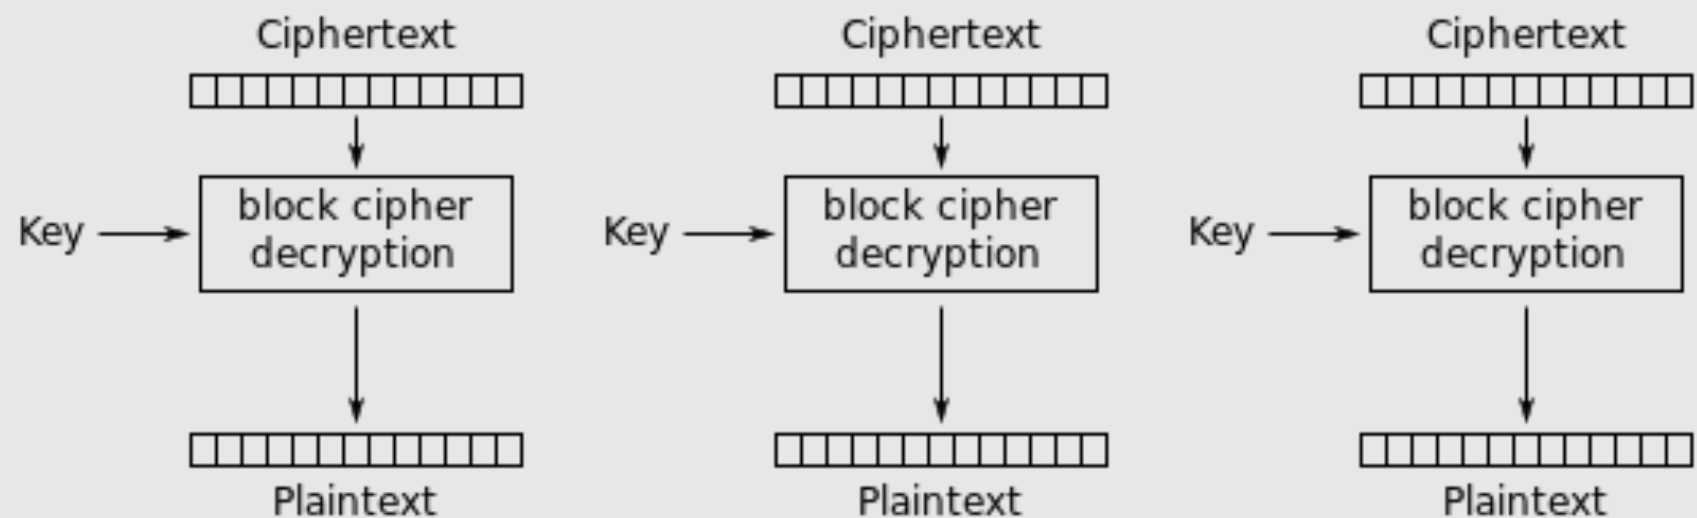 Ciphertext
Ciphertext
Ciphertext
Key
block cipher
decryption
Key
block cipher
decryption
Key
block cipher
decryption
Plaintext
Plaintext
Plaintext